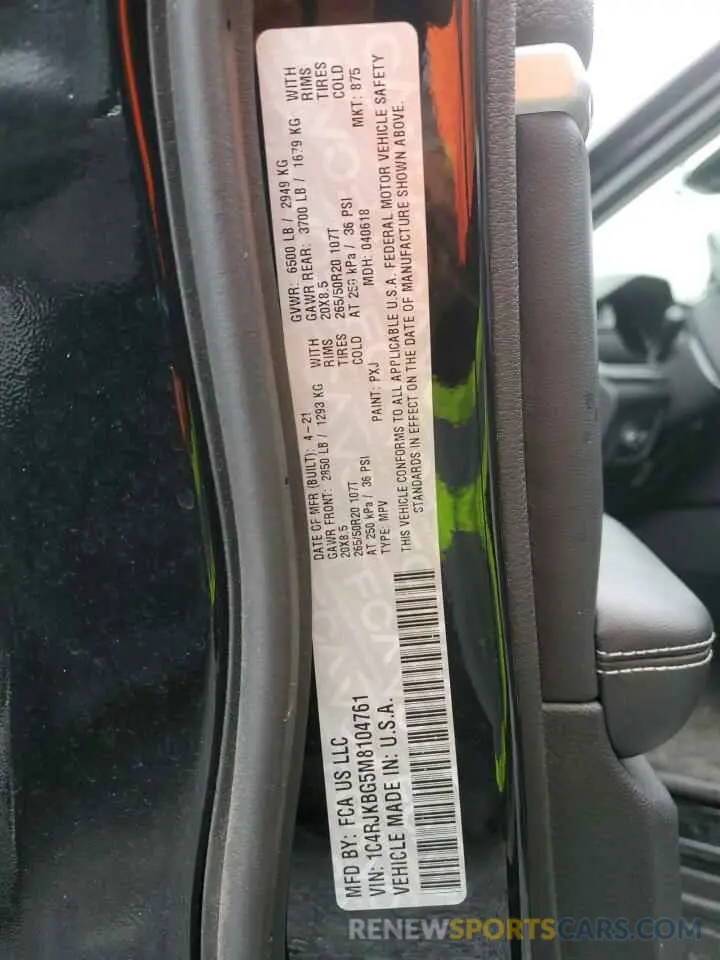 MFD BY: FCA US LLC
VIN: 1C4RJKBG5M8104761
VEHICLE MADE IN: U.S.A.
DATE OF MFR (BUILT): 4-21
GVWR: 6500 LB / 2949 KG
GAWR FRONT: 2850 LB / 1293 KG WITH
GAWR REAR: 3700 LB / 1679 KG WITH
20X8.5 RIMS
20X8.5 RIMS
265/50R20 107T TIRES
265/50R20 107T TIRES
AT 250 kPa / 36 PSI COLD
AT 250 kPa / 36 PSI COLD
TYPE: MPV PAINT: PXJ MDH: 040618 MKT: 875
THIS VEHICLE CONFORMS TO ALL APPLICABLE U.S.A. FEDERAL MOTOR VEHICLE SAFETY
STANDARDS IN EFFECT ON THE DATE OF MANUFACTURE SHOWN ABOVE.
RENEWSPORTSCARS.COM